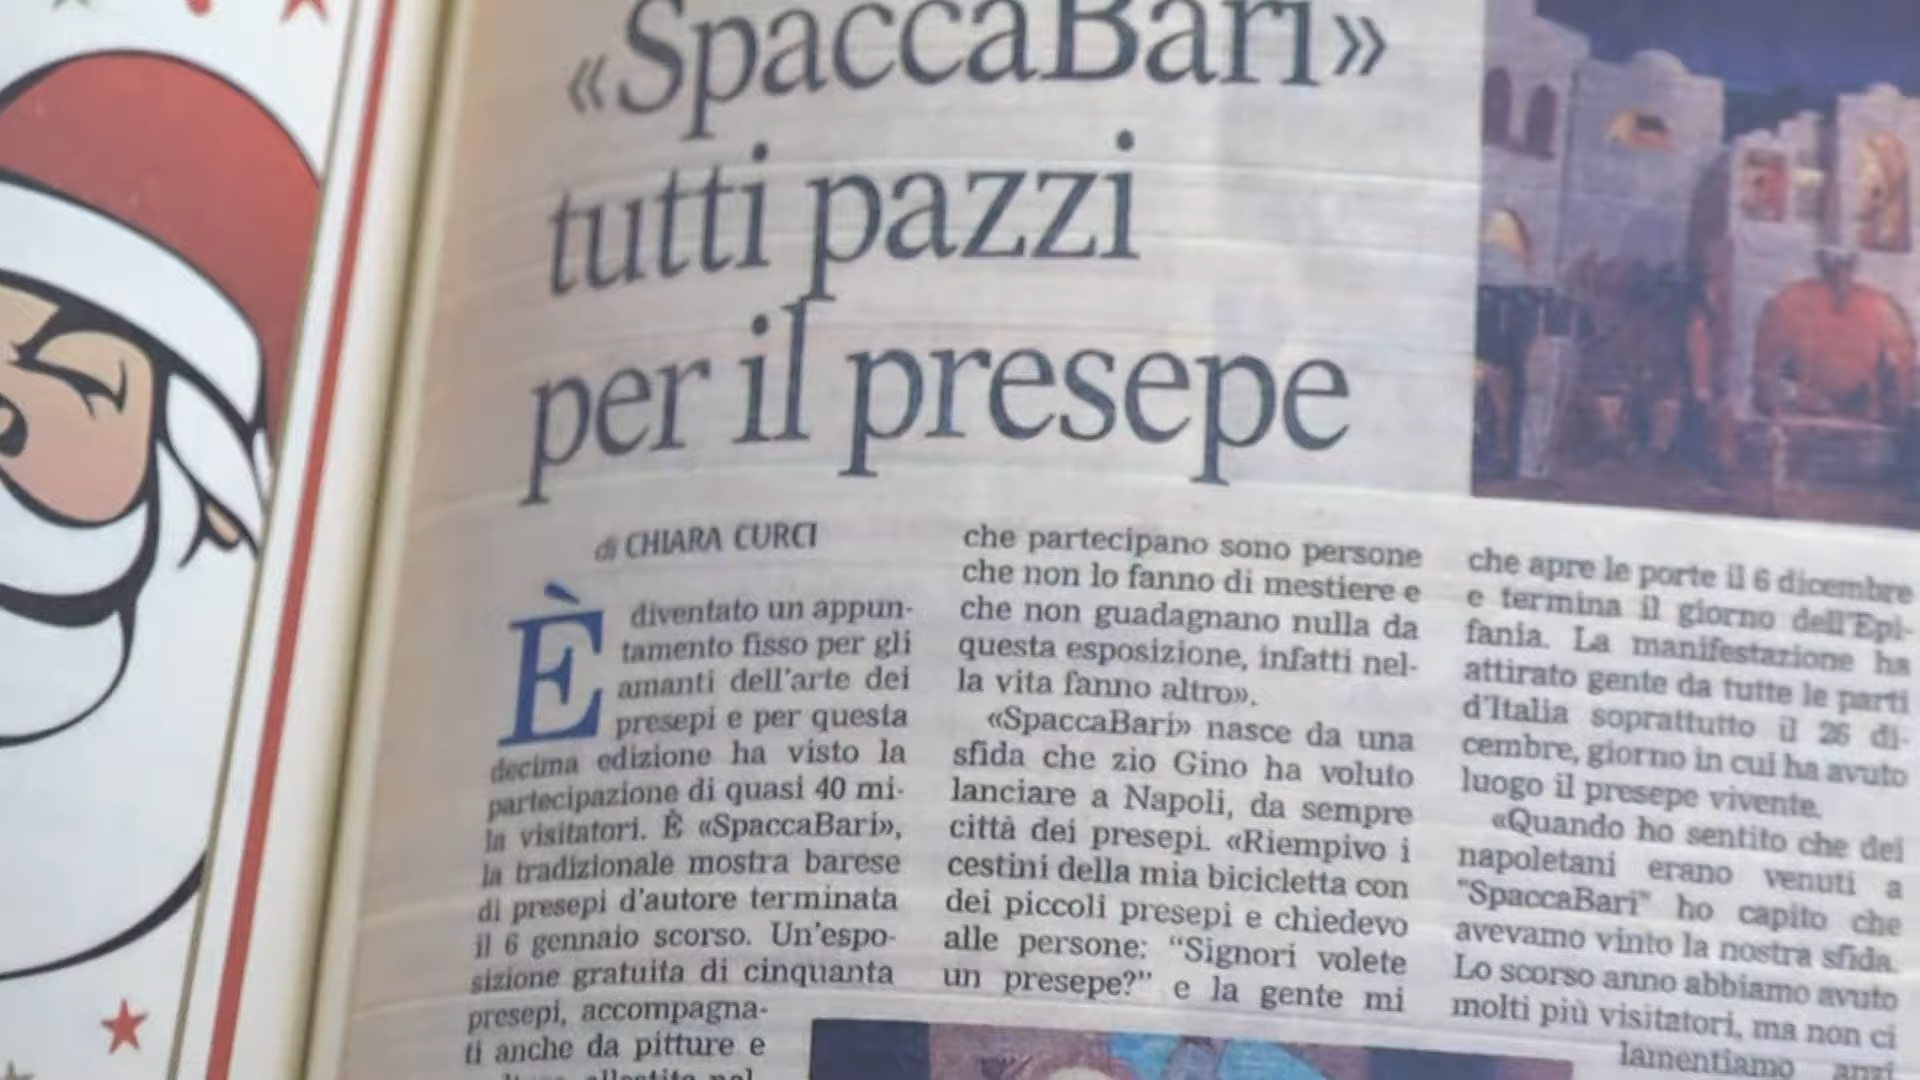 «SpaccaBari»
tutti pazzi
per il presepe
di CHIARA CURCI
È diventato un appun-
tamento fisso per gli
amanti dell'arte dei
presepi e per questa
decima edizione ha visto la
partecipazione di quasi 40 mi-
la visitatori. È «SpaccaBari»,
la tradizionale mostra barese
di presepi d'autore terminata
il 6 gennaio scorso. Un'espo-
sizione gratuita di cinquanta
presepi, accompagna-
ti anche da pitture e
che partecipano sono persone
che non lo fanno di mestiere e
che non guadagnano nulla da
questa esposizione, infatti nel-
la vita fanno altro».
«SpaccaBari» nasce da una
sfida che zio Gino ha voluto
lanciare a Napoli, da sempre
città dei presepi. «Riempivo i
cestini della mia bicicletta con
dei piccoli presepi e chiedevo
alle persone: “Signori volete
un presepe?” e la gente mi
che apre le porte il 6 dicembre
e termina il giorno dell'Epi-
fania. La manifestazione ha
attirato gente da tutte le parti
d'Italia soprattutto il 26 di-
cembre, giorno in cui ha avuto
luogo il presepe vivente.
«Quando ho sentito che dei
napoletani erano venuti a
"SpaccaBari" ho capito che
avevamo vinto la nostra sfida.
Lo scorso anno abbiamo avuto
molti più visitatori, ma non ci
lamentiamo anzi